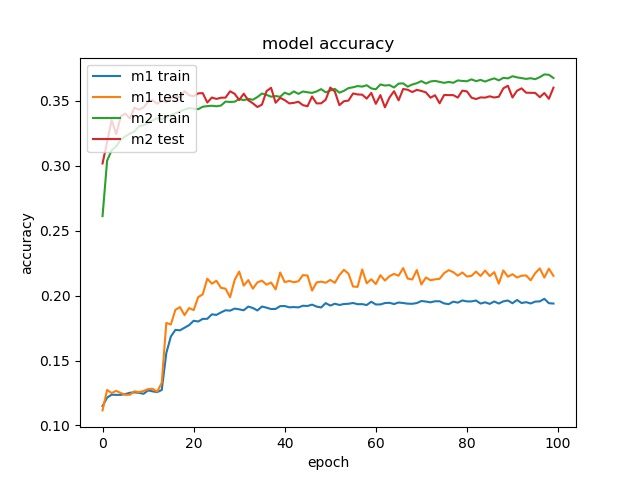 model accuracy
m1 train
m1 test
m2 train
m2 test
accuracy
0.35
0.30
0.25
0.20
0.15
0.10
0 20 40 60 80 100
epoch